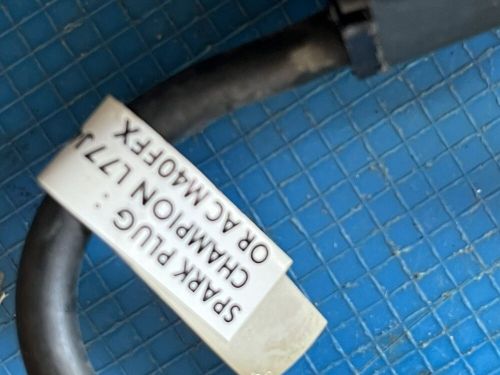 SPARK PLUG :
CHAMPION L77J
OR AC M40FFX